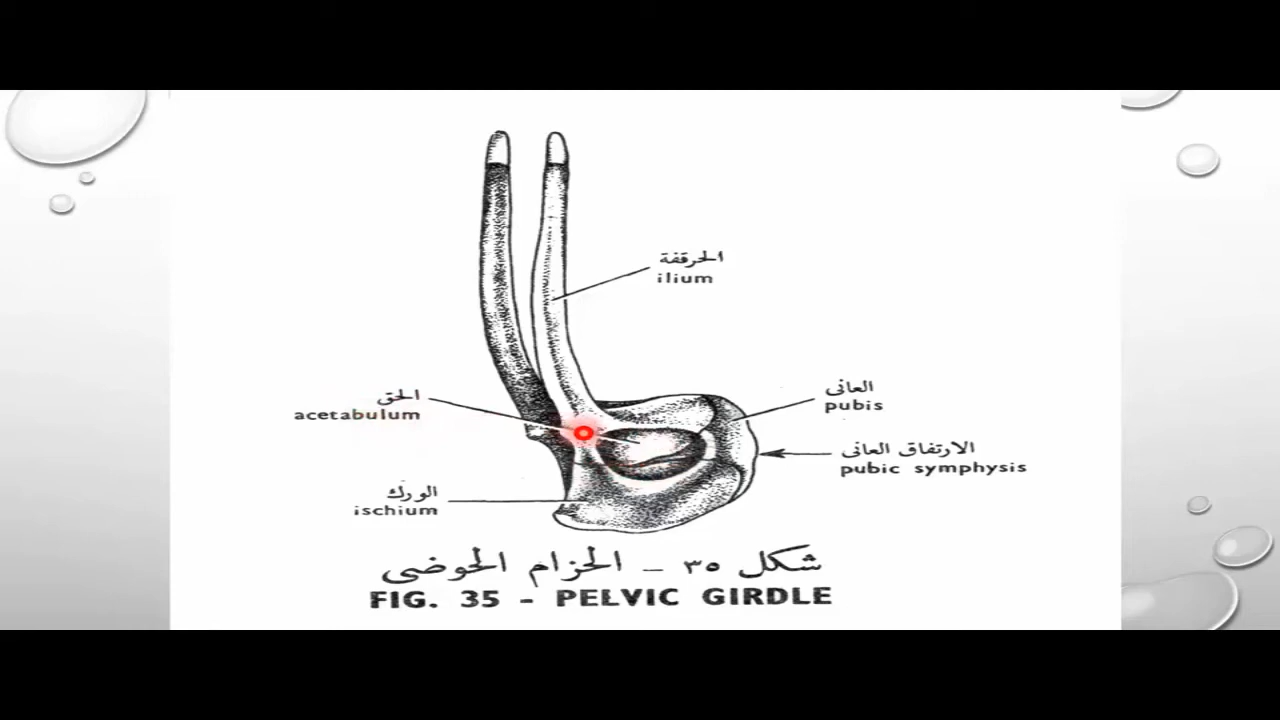 الحرقفة
ilium
الحق
acetabulum
العانى
pubis
الارتفاق العانى
pubic symphysis
الورك
ischium
شكل ٣٥ - الحزام الحوضى
FIG. 35 - PELVIC GIRDLE